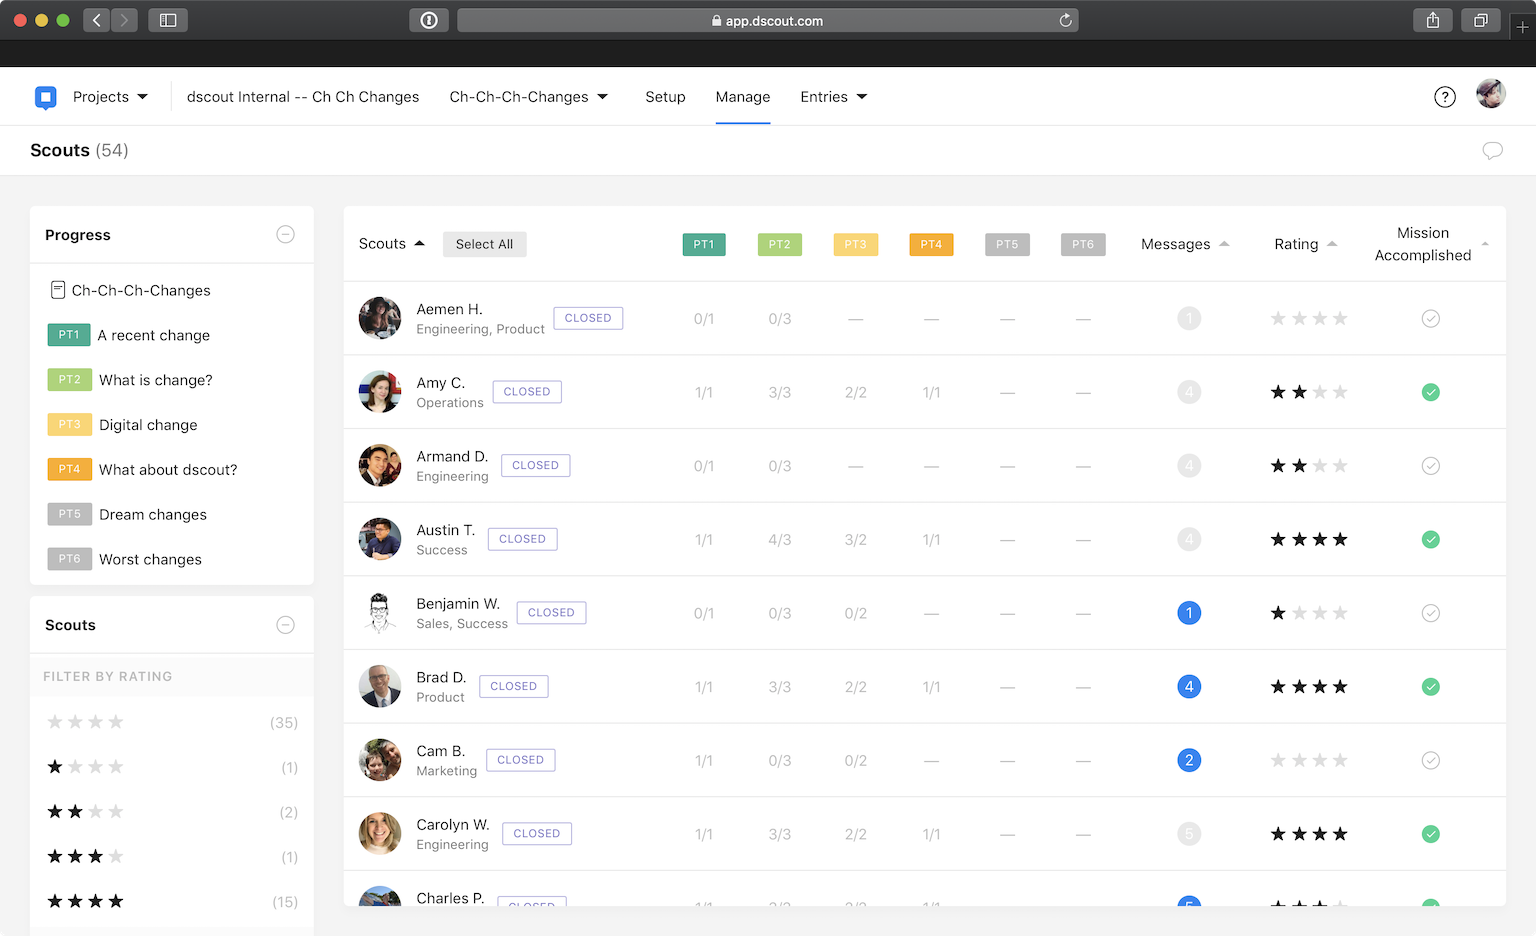 app.dscout.com
Projects
dscout Internal -- Ch Ch Changes
Ch-Ch-Ch-Changes
Setup
Manage
Entries
?
Scouts (54)
Progress
Ch-Ch-Ch-Changes
PT1 A recent change
PT2 What is change?
PT3 Digital change
PT4 What about dscout?
PT5 Dream changes
PT6 Worst changes
Scouts
FILTER BY RATING
(35)
(1)
(2)
(1)
(15)
Scouts Select All PT1 PT2 PT3 PT4 PT5 PT6 Messages Rating Mission
Accomplished
Aemen H. CLOSED 0/1 0/3 — — — — 1
Engineering, Product
Amy C. CLOSED 1/1 3/3 2/2 1/1 — — 4
Operations
Armand D. CLOSED 0/1 0/3 — — — — 4
Engineering
Austin T. CLOSED 1/1 4/3 3/2 1/1 — — 4
Success
Benjamin W. CLOSED 0/1 0/3 0/2 — — — 1
Sales, Success
Brad D. CLOSED 1/1 3/3 2/2 1/1 — — 4
Product
Cam B. CLOSED 1/1 0/3 0/2 — — — 2
Marketing
Carolyn W. CLOSED 1/1 3/3 2/2 1/1 — — 5
Engineering
Charles P. CLOSED